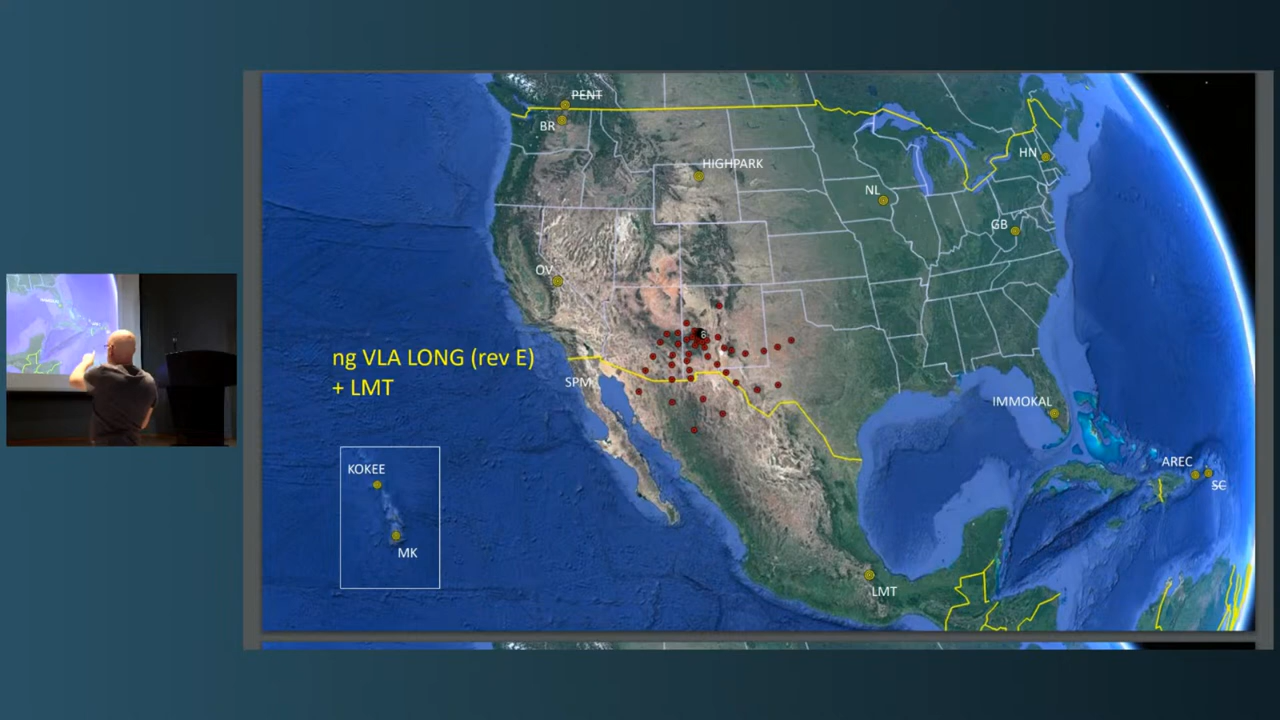 PENT
BR
HIGHPARK
HN
NL
GB
OV
6
ng VLA LONG (rev E)
+ LMT
SPM
IMMOKAL
KOKEE
AREC
SC
MK
LMT